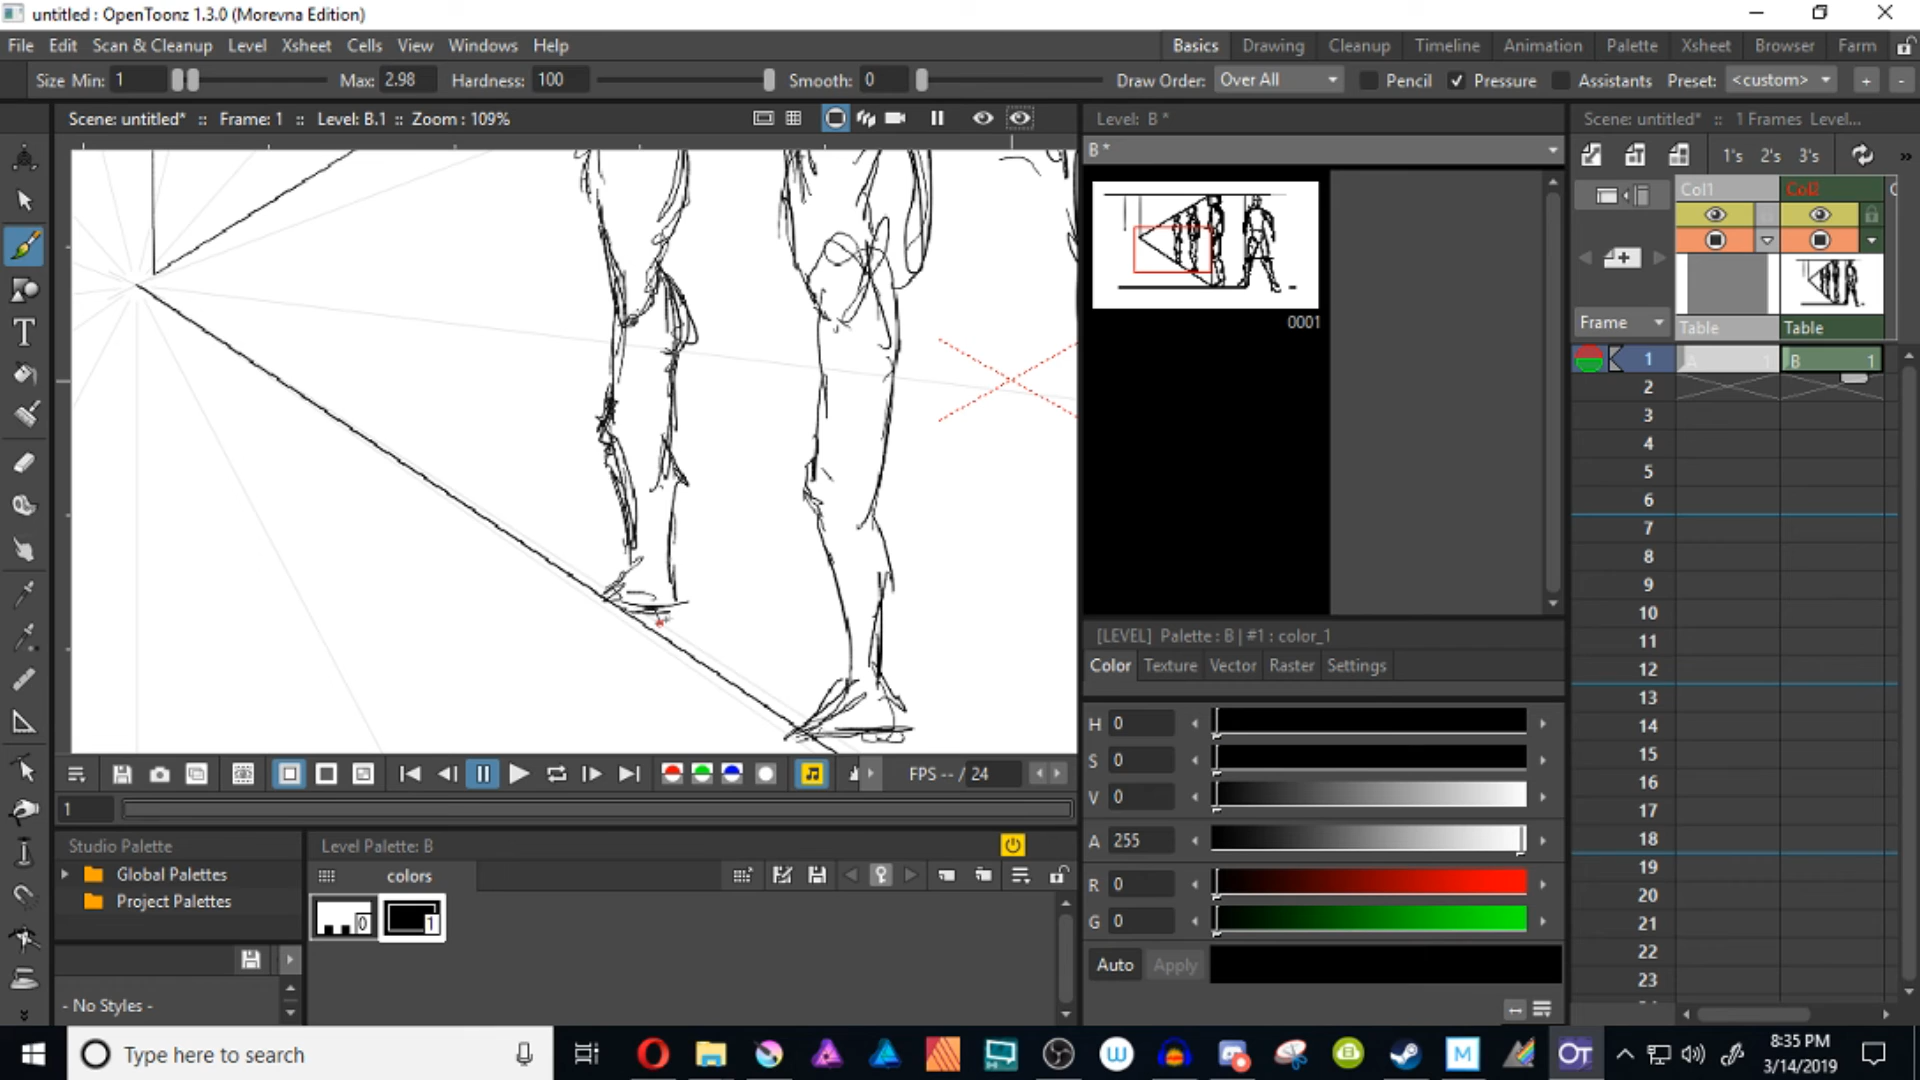 untitled : OpenToonz 1.3.0 (Morevna Edition)
File Edit Scan & Cleanup Level Xsheet Cells View Windows Help
Basics Drawing Cleanup Timeline Animation Palette Xsheet Browser Farm
Size Min: 1 Max: 2.98 Hardness: 100 Smooth: 0 Draw Order: Over All Pencil Pressure Assistants Preset: <custom> + -
Scene: untitled* :: Frame: 1 :: Level: B.1 :: Zoom : 109%
Level: B *
B *
0001
Scene: untitled* :: 1 Frames Level...
1's 2's 3's »
Col1 Col2
Frame
Table Table
1 A 1 B 1
2
3
4
5
6
7
8
9
10
11
12
13
14
15
16
17
18
19
20
21
22
23
[LEVEL] Palette : B | #1 : color_1
Color Texture Vector Raster Settings
H 0
S 0
V 0
A 255
R 0
G 0
Auto Apply
FPS -- / 24
1
Studio Palette
Global Palettes
Project Palettes
- No Styles -
Level Palette: B
colors
0 1
Type here to search
8:35 PM
3/14/2019